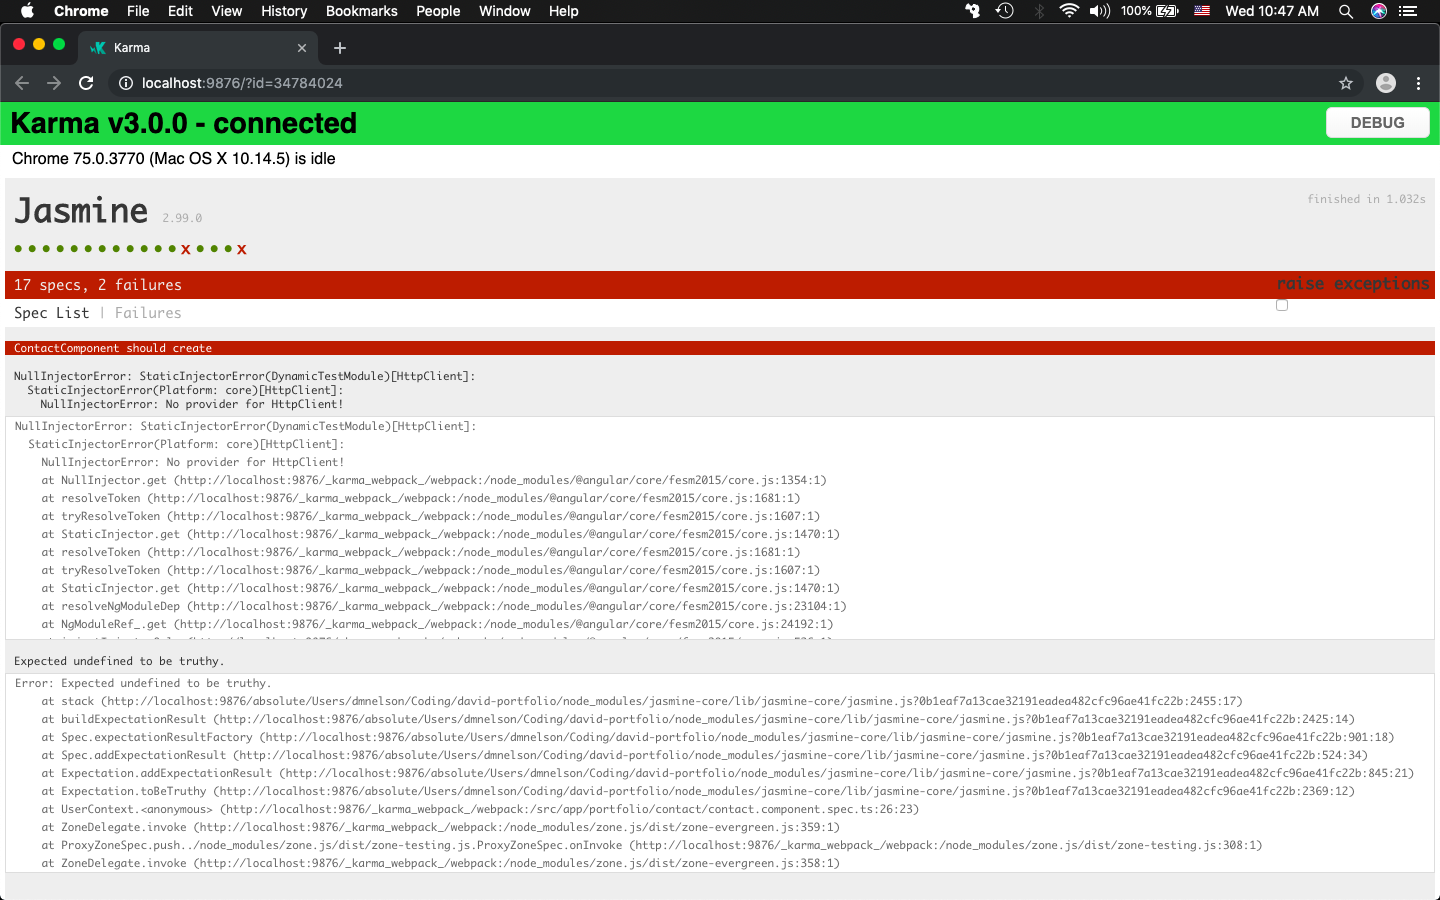 Chrome File Edit View History Bookmarks People Window Help 100% Wed 10:47 AM
Karma
localhost:9876/?id=34784024
Karma v3.0.0 - connected
DEBUG
Chrome 75.0.3770 (Mac OS X 10.14.5) is idle
Jasmine 2.99.0
finished in 1.032s
17 specs, 2 failures
raise exceptions
Spec List | Failures
ContactComponent should create
NullInjectorError: StaticInjectorError(DynamicTestModule)[HttpClient]:
StaticInjectorError(Platform: core)[HttpClient]:
NullInjectorError: No provider for HttpClient!
NullInjectorError: StaticInjectorError(DynamicTestModule)[HttpClient]:
StaticInjectorError(Platform: core)[HttpClient]:
NullInjectorError: No provider for HttpClient!
at NullInjector.get (http://localhost:9876/_karma_webpack_/webpack:/node_modules/@angular/core/fesm2015/core.js:1354:1)
at resolveToken (http://localhost:9876/_karma_webpack_/webpack:/node_modules/@angular/core/fesm2015/core.js:1681:1)
at tryResolveToken (http://localhost:9876/_karma_webpack_/webpack:/node_modules/@angular/core/fesm2015/core.js:1607:1)
at StaticInjector.get (http://localhost:9876/_karma_webpack_/webpack:/node_modules/@angular/core/fesm2015/core.js:1470:1)
at resolveToken (http://localhost:9876/_karma_webpack_/webpack:/node_modules/@angular/core/fesm2015/core.js:1681:1)
at tryResolveToken (http://localhost:9876/_karma_webpack_/webpack:/node_modules/@angular/core/fesm2015/core.js:1607:1)
at StaticInjector.get (http://localhost:9876/_karma_webpack_/webpack:/node_modules/@angular/core/fesm2015/core.js:1470:1)
at resolveNgModuleDep (http://localhost:9876/_karma_webpack_/webpack:/node_modules/@angular/core/fesm2015/core.js:23104:1)
at NgModuleRef_.get (http://localhost:9876/_karma_webpack_/webpack:/node_modules/@angular/core/fesm2015/core.js:24192:1)
Expected undefined to be truthy.
Error: Expected undefined to be truthy.
at stack (http://localhost:9876/absolute/Users/dmnelson/Coding/david-portfolio/node_modules/jasmine-core/lib/jasmine-core/jasmine.js?0b1eaf7a13cae32191eadea482cfc96ae41fc22b:2455:17)
at buildExpectationResult (http://localhost:9876/absolute/Users/dmnelson/Coding/david-portfolio/node_modules/jasmine-core/lib/jasmine-core/jasmine.js?0b1eaf7a13cae32191eadea482cfc96ae41fc22b:2425:14)
at Spec.expectationResultFactory (http://localhost:9876/absolute/Users/dmnelson/Coding/david-portfolio/node_modules/jasmine-core/lib/jasmine-core/jasmine.js?0b1eaf7a13cae32191eadea482cfc96ae41fc22b:901:18)
at Spec.addExpectationResult (http://localhost:9876/absolute/Users/dmnelson/Coding/david-portfolio/node_modules/jasmine-core/lib/jasmine-core/jasmine.js?0b1eaf7a13cae32191eadea482cfc96ae41fc22b:524:34)
at Expectation.addExpectationResult (http://localhost:9876/absolute/Users/dmnelson/Coding/david-portfolio/node_modules/jasmine-core/lib/jasmine-core/jasmine.js?0b1eaf7a13cae32191eadea482cfc96ae41fc22b:845:21)
at Expectation.toBeTruthy (http://localhost:9876/absolute/Users/dmnelson/Coding/david-portfolio/node_modules/jasmine-core/lib/jasmine-core/jasmine.js?0b1eaf7a13cae32191eadea482cfc96ae41fc22b:2369:12)
at UserContext.<anonymous> (http://localhost:9876/_karma_webpack_/webpack:/src/app/portfolio/contact/contact.component.spec.ts:26:23)
at ZoneDelegate.invoke (http://localhost:9876/_karma_webpack_/webpack:/node_modules/zone.js/dist/zone-evergreen.js:359:1)
at ProxyZoneSpec.push../node_modules/zone.js/dist/zone-testing.js.ProxyZoneSpec.onInvoke (http://localhost:9876/_karma_webpack_/webpack:/node_modules/zone.js/dist/zone-testing.js:308:1)
at ZoneDelegate.invoke (http://localhost:9876/_karma_webpack_/webpack:/node_modules/zone.js/dist/zone-evergreen.js:358:1)